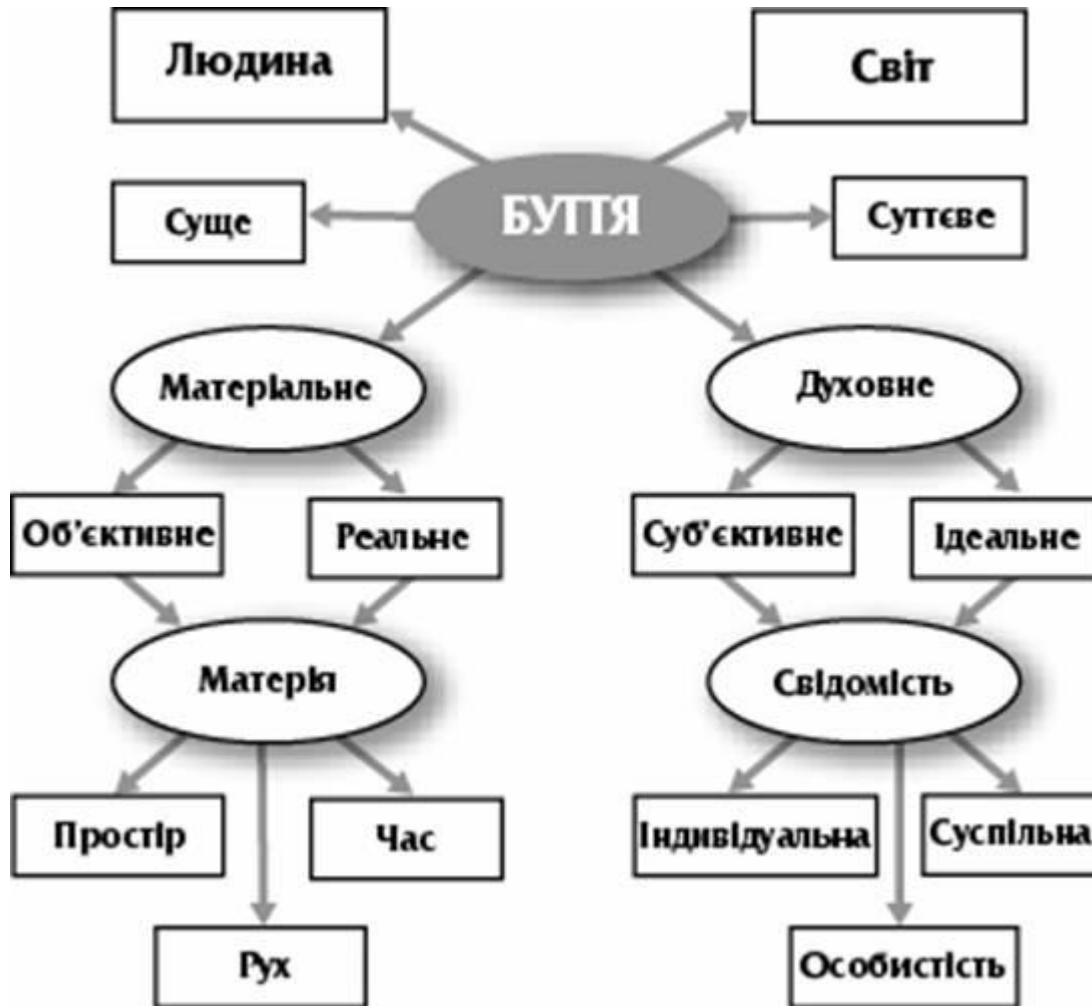 Людина
Світ
БУТТЯ
Суще
Суттєве
Матеріальне
Духовне
Об'єктивне
Реальне
Суб'єктивне
Ідеальне
Матерія
Свідомість
Простір
Час
Індивідуальна
Суспільна
Рух
Особистість